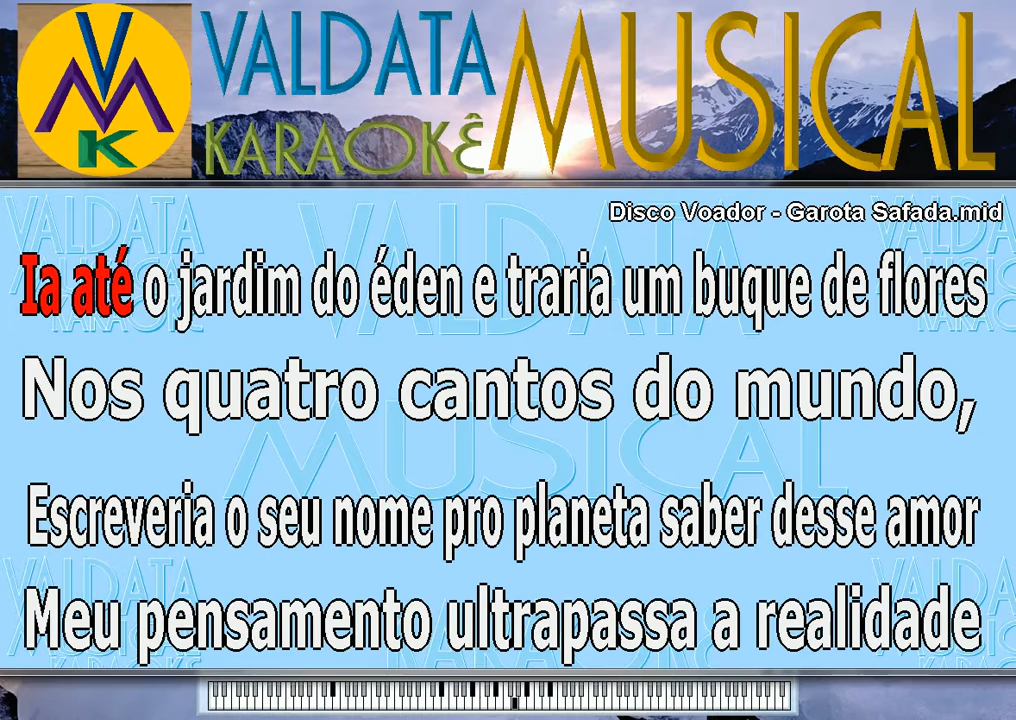 VMK
VALDATA
KARAOKÊ
MUSICAL
Disco Voador - Garota Safada.mid
Ia até o jardim do éden e traria um buque de flores
Nos quatro cantos do mundo,
Escreveria o seu nome pro planeta saber desse amor
Meu pensamento ultrapassa a realidade